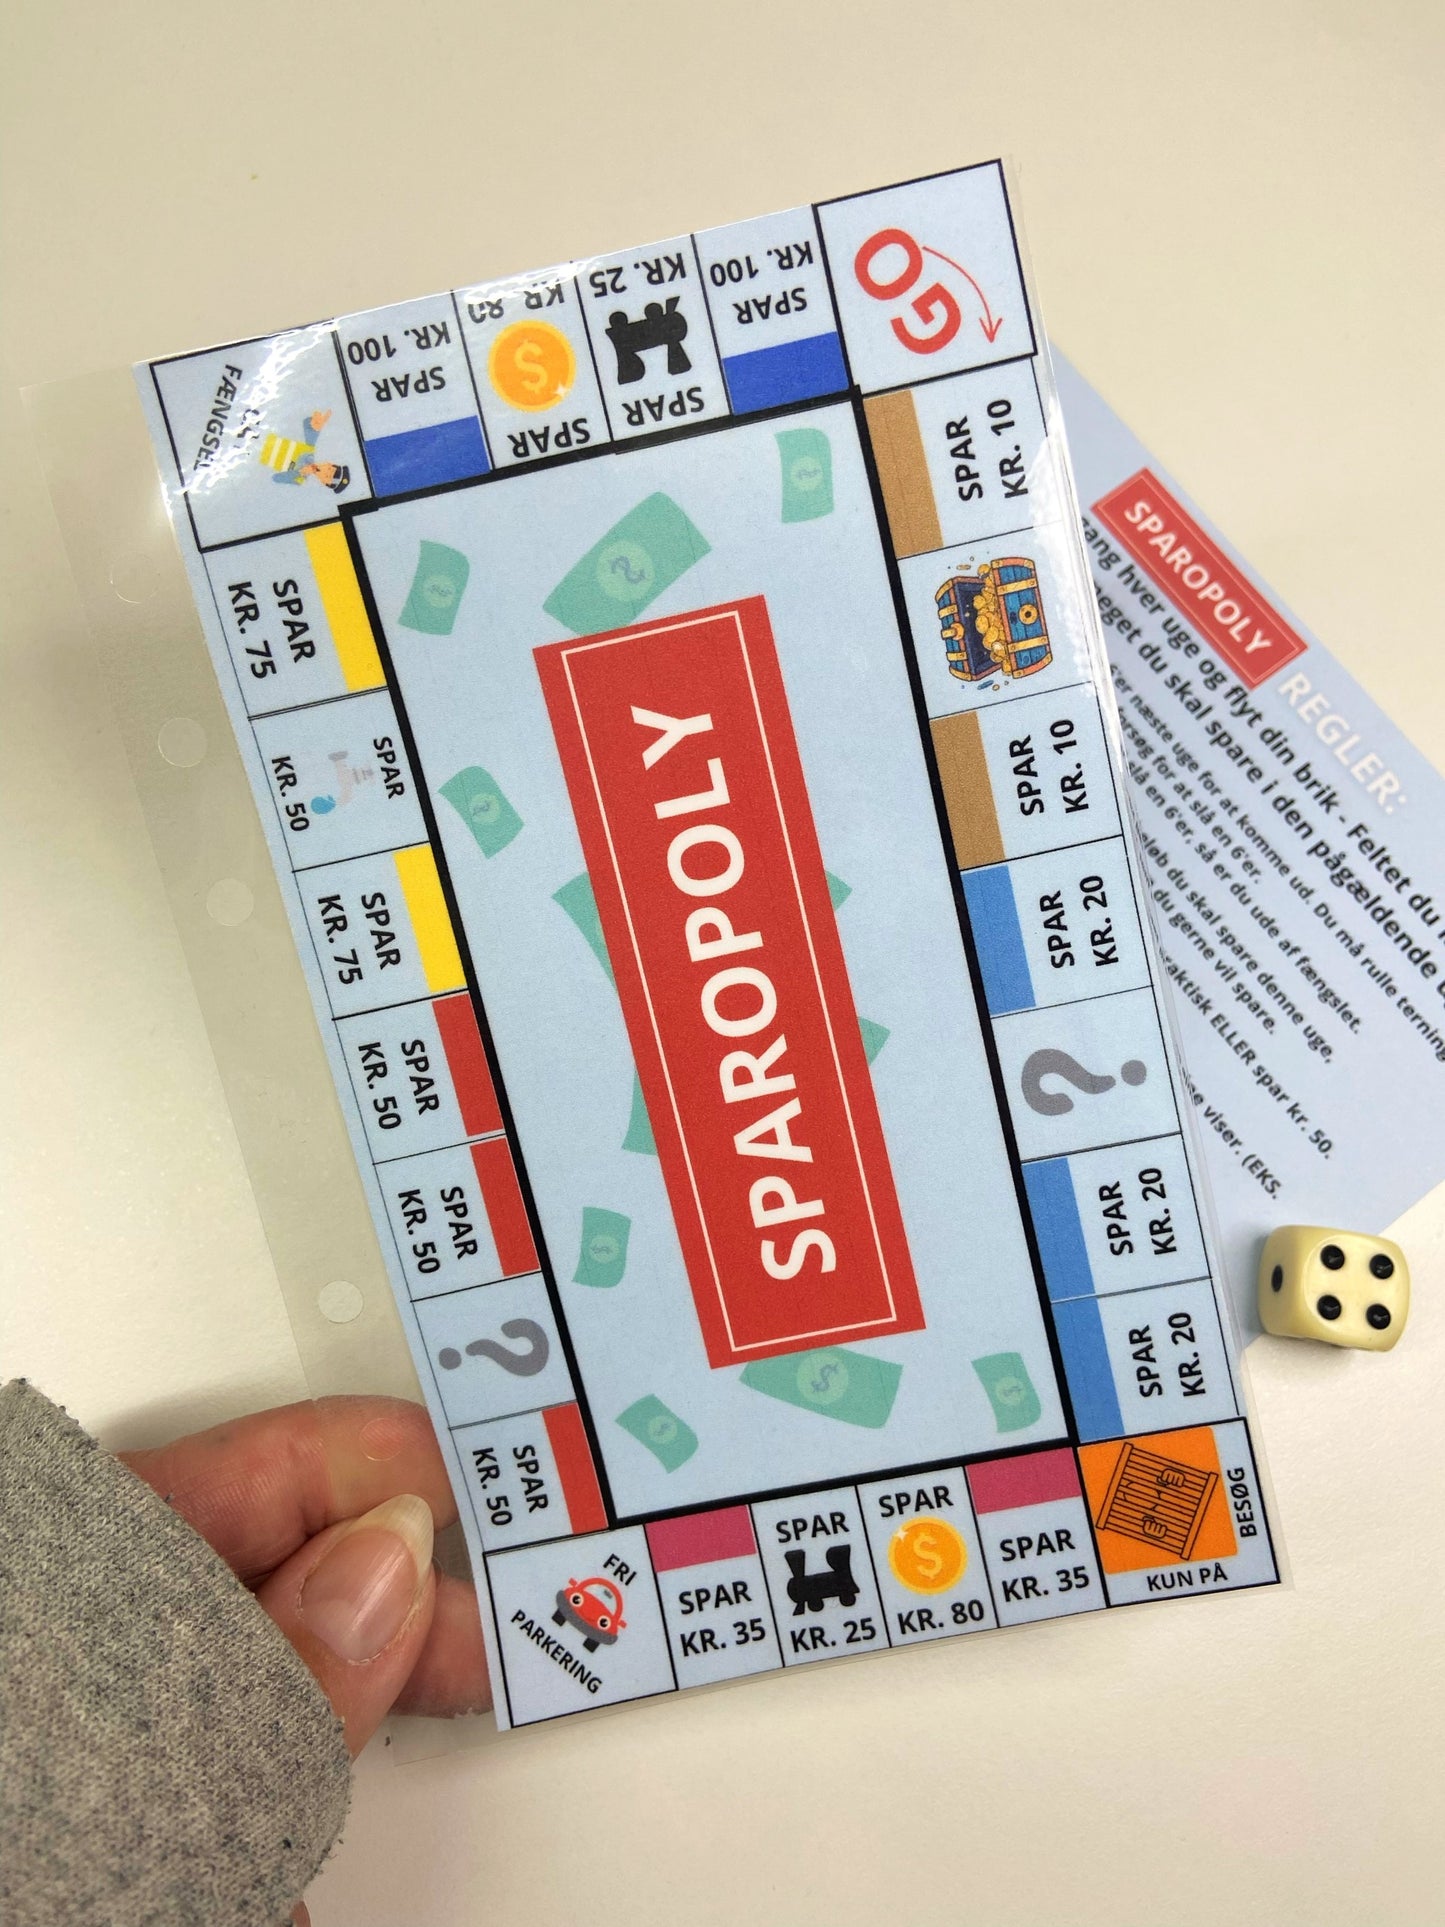 GO
SPAR
KR. 10
SPAR
KR. 10
SPAR
KR. 20
?
SPAR
KR. 20
SPAR
KR. 20
KUN PÅ
BESØG
SPAR
KR. 35
SPAR
$
KR. 80
SPAR
KR. 25
SPAR
KR. 35
FRI
PARKERING
SPAR
KR. 50
?
SPAR
KR. 50
SPAR
KR. 50
SPAR
KR. 75
SPAR
KR. 50
SPAR
KR. 75
FÆNGSEL
SPAR
KR. 100
SPAR
$
KR. 80
SPAR
KR. 25
SPAR
KR. 100
SPAROPOLY
SPAROPOLY REGLER:
hver uge og flyt din brik - Feltet du
du skal spare i den pågældende
6'er næste uge for at komme ud. Du må rulle terning
forsøg for at slå en 6'er.
slå en 6'er, så er du ude af fængslet.
du skal spare denne uge,
du gerne vil spare.
ELLER spar kr. 50.
viser. (EKS.